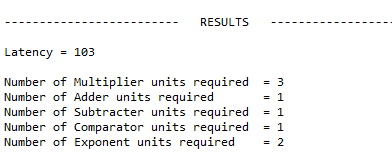 --------------------------   RESULTS   ------------------
Latency = 103
Number of Multiplier units required  = 3
Number of Adder units required       = 1
Number of Subtracter units required  = 1
Number of Comparator units required  = 1
Number of Exponent units required    = 2